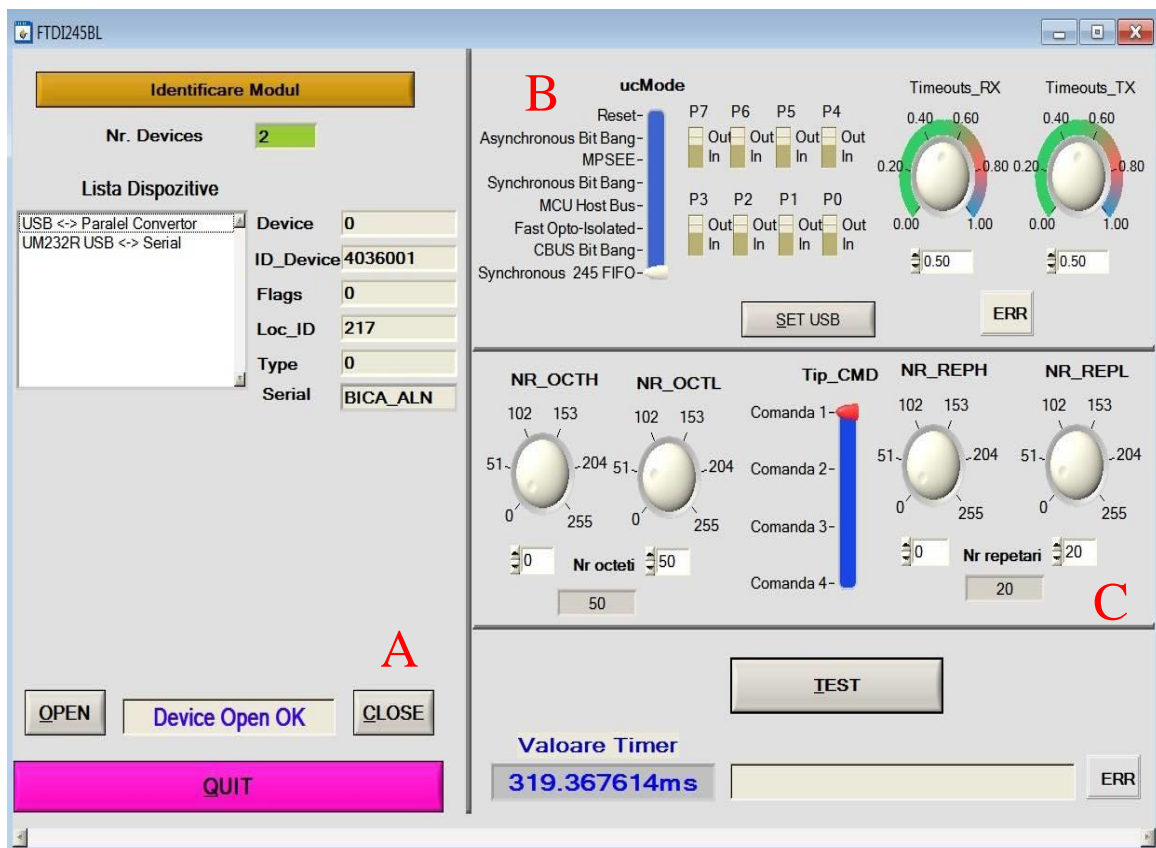 FTDI245BL
Identificare Modul
Nr. Devices 2
Lista Dispozitive
USB <-> Paralel Convertor
UM232R USB <-> Serial
Device 0
ID_Device 4036001
Flags 0
Loc_ID 217
Type 0
Serial BICA_ALN
A
OPEN Device Open OK CLOSE
QUIT
B
ucMode
Reset
Asynchronous Bit Bang
MPSEE
Synchronous Bit Bang
MCU Host Bus
Fast Opto-Isolated
CBUS Bit Bang
Synchronous 245 FIFO
P7 P6 P5 P4
Out Out Out Out
In In In In
P3 P2 P1 P0
Out Out Out Out
In In In In
SET USB
Timeouts_RX Timeouts_TX
0.40 0.60 0.40 0.60
0.20 0.80 0.20 0.80
0.00 1.00 0.00 1.00
0.50 0.50
ERR
NR_OCTH NR_OCTL
102 153 102 153
51 204 51 204
0 255 0 255
0 Nr octeti 50
50
Tip_CMD
Comanda 1
Comanda 2
Comanda 3
Comanda 4
NR_REPH NR_REPL
102 153 102 153
51 204 51 204
0 255 0 255
0 Nr repetari 20
20
C
TEST
Valoare Timer
319.367614ms
ERR